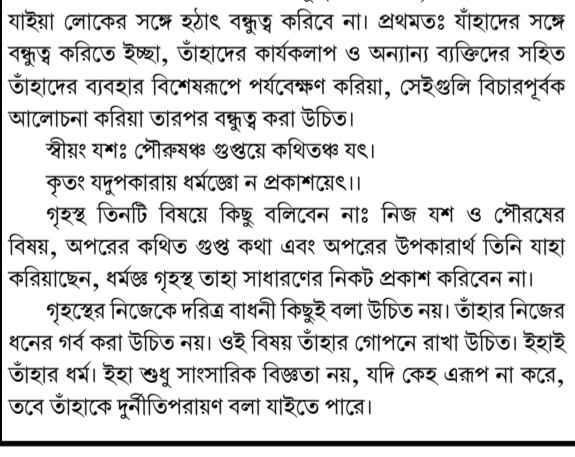 যাইয়া লোকের সঙ্গে হঠাৎ বন্ধুত্ব করিবে না। প্রথমতঃ যাঁহাদের সঙ্গে
বন্ধুত্ব করিতে ইচ্ছা, তাঁহাদের কার্যকলাপ ও অন্যান্য ব্যক্তিদের সহিত
তাঁহাদের ব্যবহার বিশেষরূপে পর্যবেক্ষণ করিয়া, সেইগুলি বিচারপূর্বক
আলোচনা করিয়া তারপর বন্ধুত্ব করা উচিত।
স্বীয়ং যশঃ পৌরুষঞ্চ গুপ্তয়ে কথিতঞ্চ যৎ।
কৃতং যদুপকারায় ধর্মজ্ঞো ন প্রকাশয়েৎ।।
গৃহস্থ তিনটি বিষয়ে কিছু বলিবেন নাঃ নিজ যশ ও পৌরষের
বিষয়, অপরের কথিত গুপ্ত কথা এবং অপরের উপকারার্থ তিনি যাহা
করিয়াছেন, ধর্মজ্ঞ গৃহস্থ তাহা সাধারণের নিকট প্রকাশ করিবেন না।
গৃহস্থের নিজেকে দরিদ্র বাধনী কিছুই বলা উচিত নয়। তাঁহার নিজের
ধনের গর্ব করা উচিত নয়। ওই বিষয় তাঁহার গোপনে রাখা উচিত। ইহাই
তাঁহার ধর্ম। ইহা শুধু সাংসারিক বিজ্ঞতা নয়, যদি কেহ এরূপ না করে,
তবে তাঁহাকে দুর্নীতিপরায়ণ বলা যাইতে পারে।